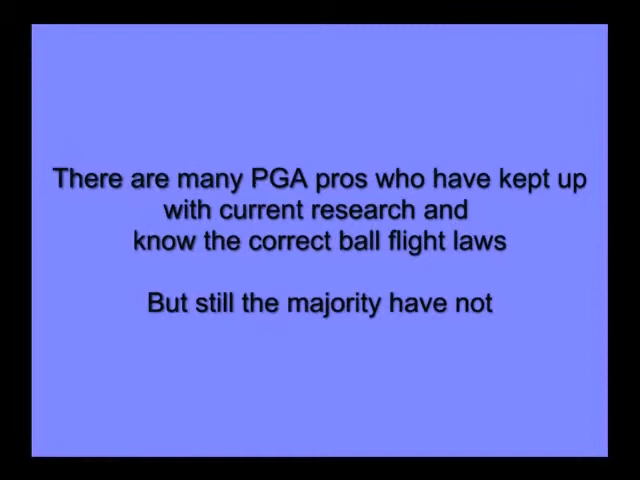 There are many PGA pros who have kept up
with current research and
know the correct ball flight laws
But still the majority have not